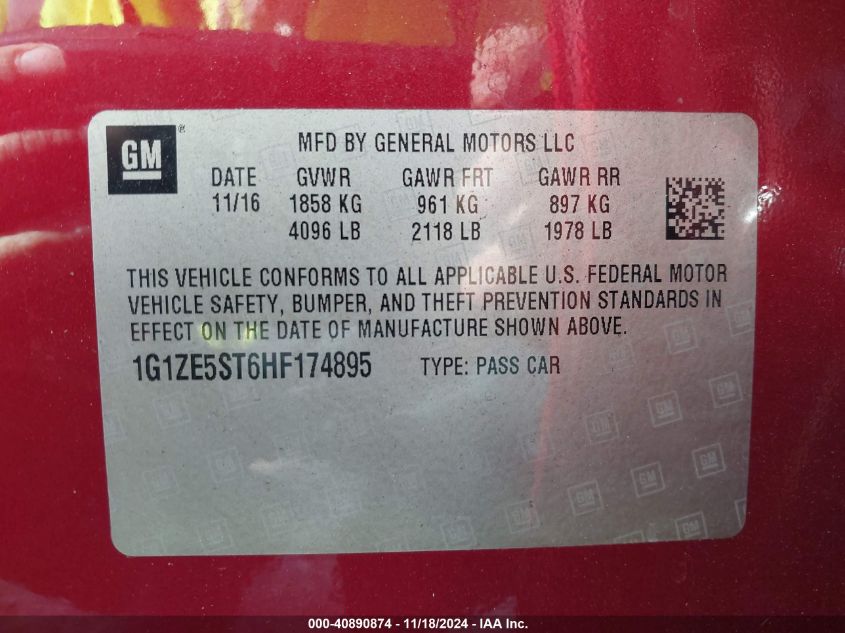 GM®
MFD BY GENERAL MOTORS LLC
DATE GVWR GAWR FRT GAWR RR
11/16 1858 KG 961 KG 897 KG
4096 LB 2118 LB 1978 LB
THIS VEHICLE CONFORMS TO ALL APPLICABLE U.S. FEDERAL MOTOR
VEHICLE SAFETY, BUMPER, AND THEFT PREVENTION STANDARDS IN
EFFECT ON THE DATE OF MANUFACTURE SHOWN ABOVE.
1G1ZE5ST6HF174895 TYPE: PASS CAR
000-40890874 - 11/18/2024 - IAA Inc.